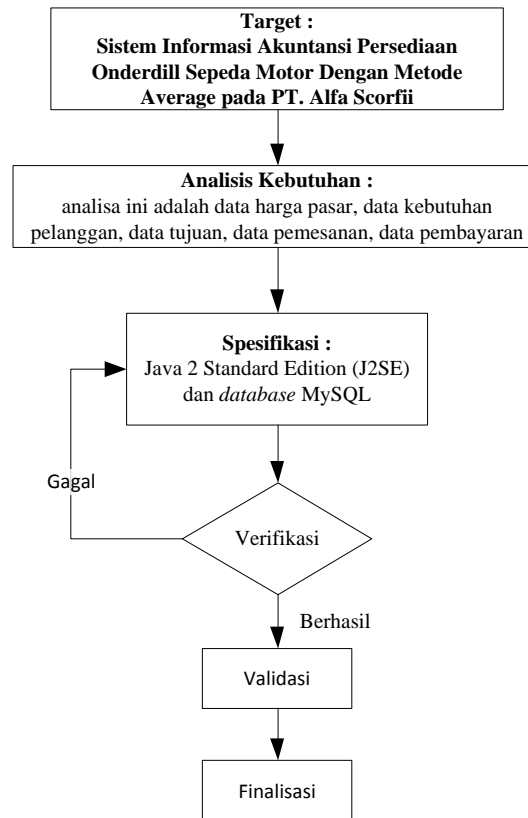 Target :
Sistem Informasi Akuntansi Persediaan
Onderdill Sepeda Motor Dengan Metode
Average pada PT. Alfa Scorfii
Analisis Kebutuhan :
analisa ini adalah data harga pasar, data kebutuhan
pelanggan, data tujuan, data pemesanan, data pembayaran
Spesifikasi :
Java 2 Standard Edition (J2SE)
dan database MySQL
Gagal
Verifikasi
Berhasil
Validasi
Finalisasi